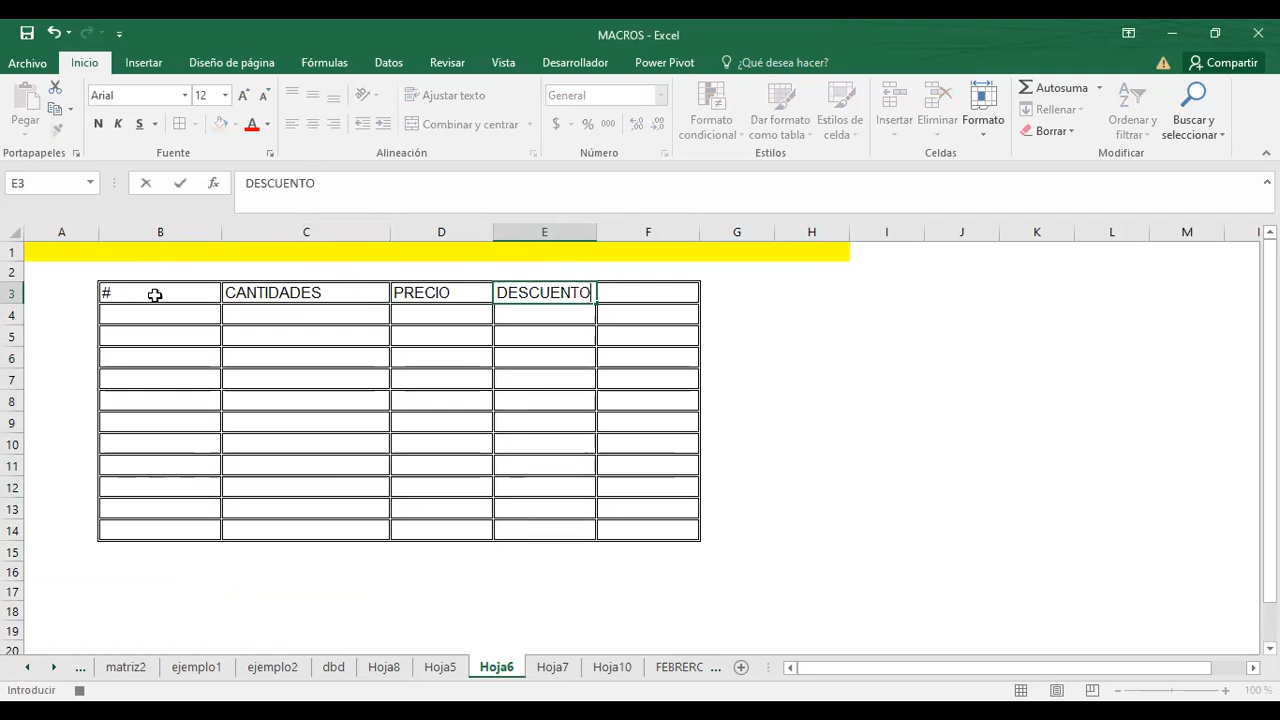 MACROS - Excel
Archivo Inicio Insertar Diseño de página Fórmulas Datos Revisar Vista Desarrollador Power Pivot ¿Qué desea hacer? Compartir
Pegar
Portapapeles
Arial 12
N K S
Fuente
Ajustar texto
Combinar y centrar
Alineación
General
$ % 000
Número
Formato condicional
Dar formato como tabla
Estilos de celda
Estilos
Insertar Eliminar Formato
Celdas
Autosuma
Rellenar
Borrar
Ordenar y filtrar
Buscar y seleccionar
Modificar
E3 fx DESCUENTO
A B C D E F G H I J K L M
1
2
3 # CANTIDADES PRECIO DESCUENTO
4
5
6
7
8
9
10
11
12
13
14
15
16
17
18
19
20
... matriz2 ejemplo1 ejemplo2 dbd Hoja8 Hoja5 Hoja6 Hoja7 Hoja10 FEBRERC ...
Introducir 100 %